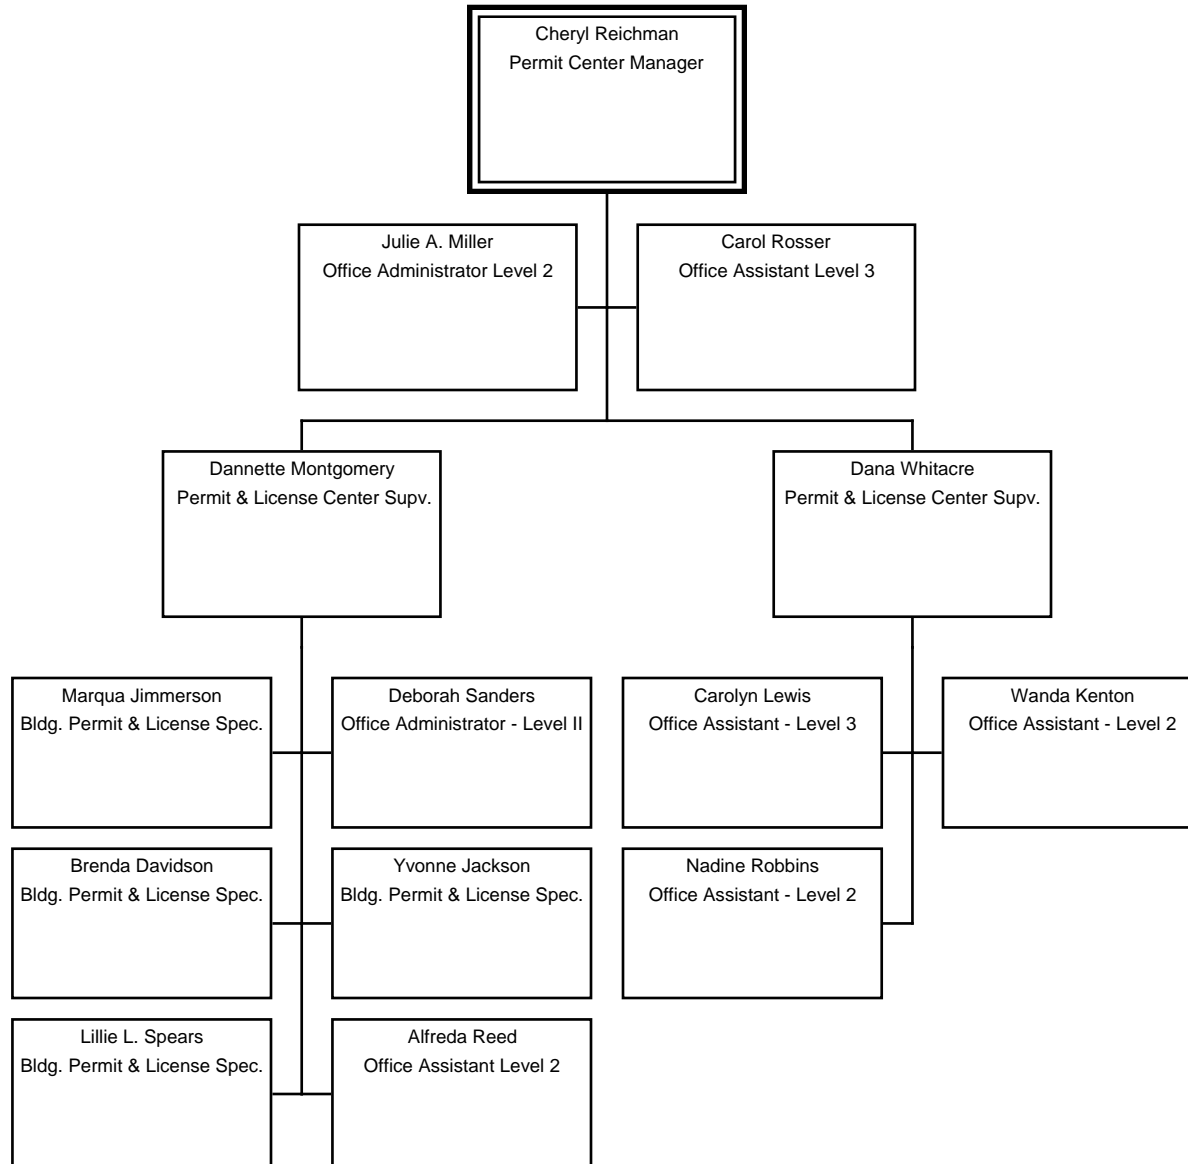 Cheryl Reichman
Permit Center Manager
Julie A. Miller
Office Administrator Level 2
Carol Rosser
Office Assistant Level 3
Dannette Montgomery
Permit & License Center Supv.
Dana Whitacre
Permit & License Center Supv.
Marqua Jimmerson
Bldg. Permit & License Spec.
Deborah Sanders
Office Administrator - Level II
Carolyn Lewis
Office Assistant - Level 3
Wanda Kenton
Office Assistant - Level 2
Brenda Davidson
Bldg. Permit & License Spec.
Yvonne Jackson
Bldg. Permit & License Spec.
Nadine Robbins
Office Assistant - Level 2
Lillie L. Spears
Bldg. Permit & License Spec.
Alfreda Reed
Office Assistant Level 2